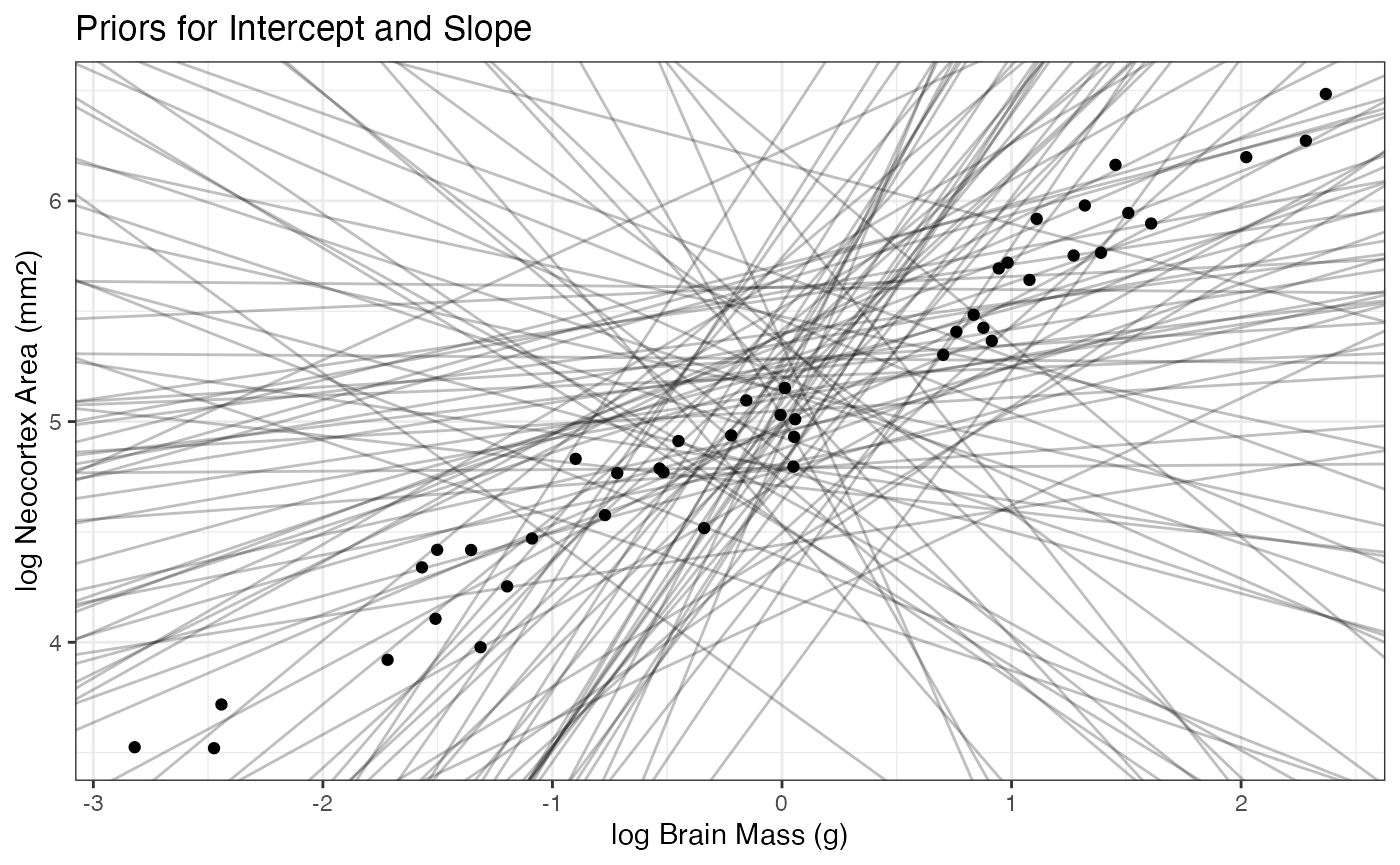 Priors for Intercept and Slope
log Neocortex Area (mm2)
6
5
4
-3 -2 -1 0 1 2
log Brain Mass (g)